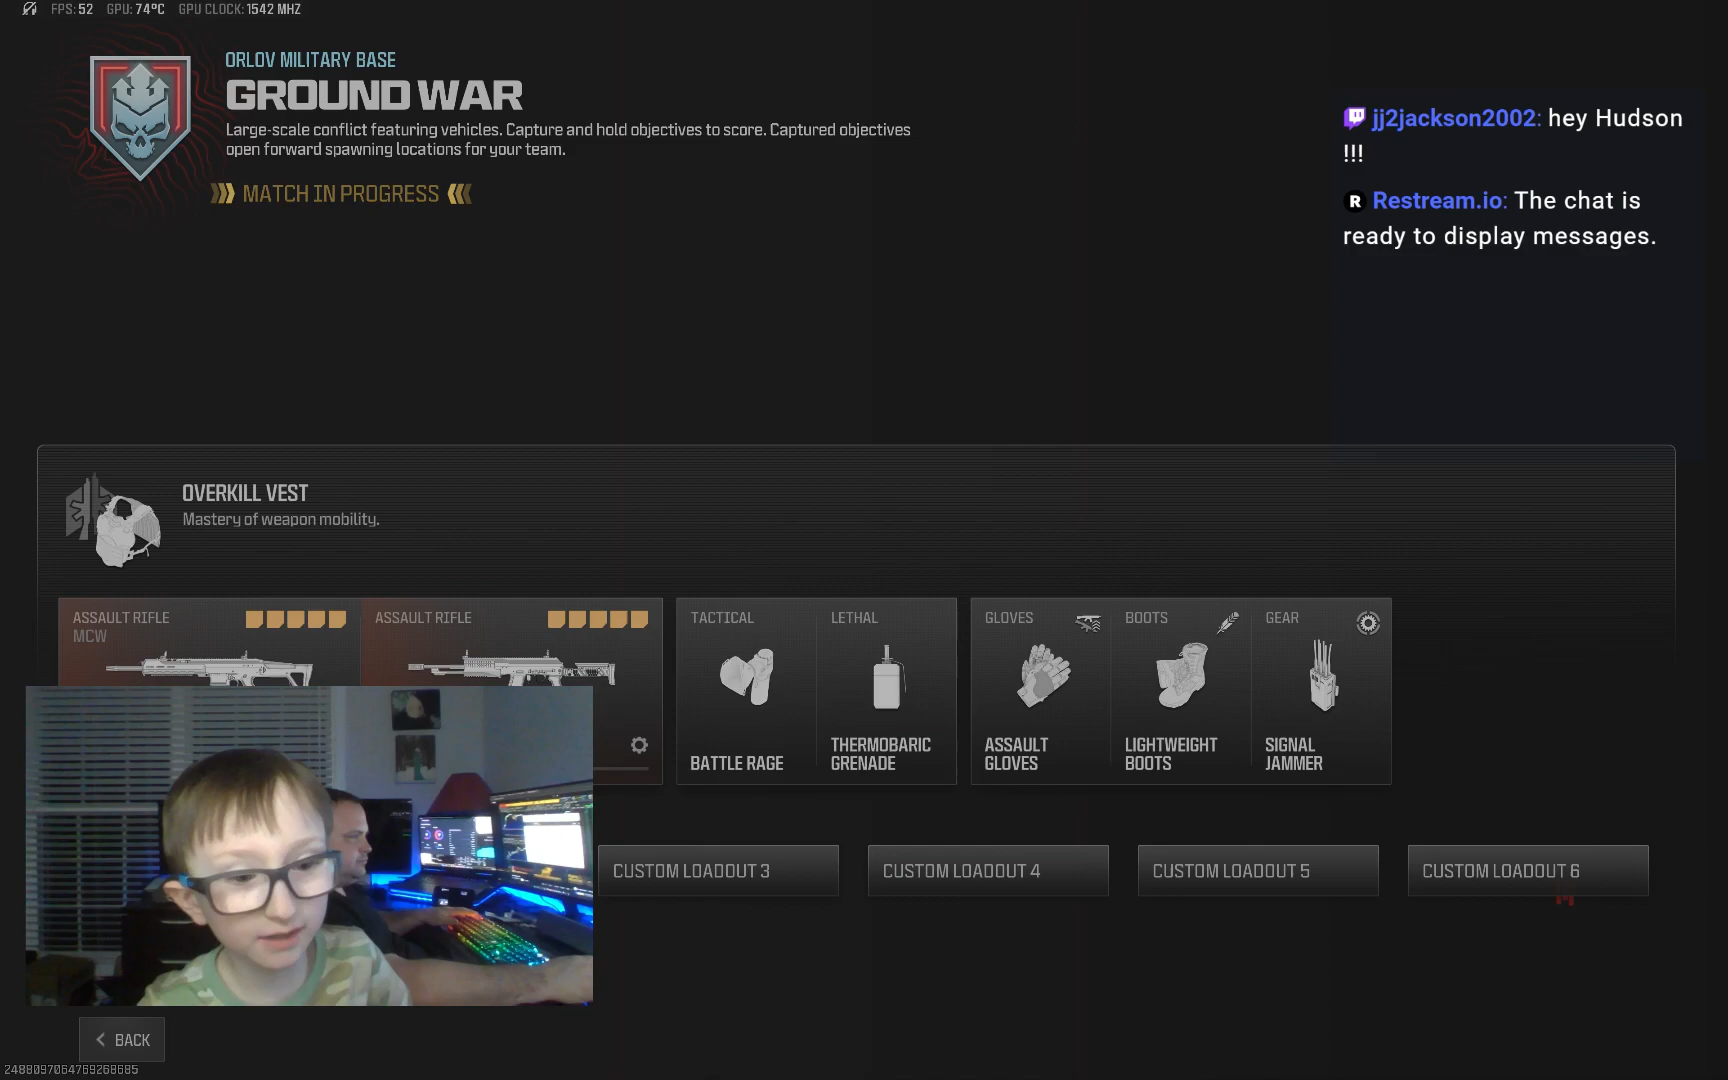 FPS: 52 GPU: 74°C GPU CLOCK: 1542 MHZ
ORLOV MILITARY BASE
GROUND WAR
Large-scale conflict featuring vehicles. Capture and hold objectives to score. Captured objectives
open forward spawning locations for your team.
MATCH IN PROGRESS
jj2jackson2002: hey Hudson
!!!
Restream.io: The chat is
ready to display messages.
OVERKILL VEST
Mastery of weapon mobility.
ASSAULT RIFLE
MCW
ASSAULT RIFLE
TACTICAL
BATTLE RAGE
LETHAL
THERMOBARIC
GRENADE
GLOVES
ASSAULT
GLOVES
BOOTS
LIGHTWEIGHT
BOOTS
GEAR
SIGNAL
JAMMER
CUSTOM LOADOUT 3
CUSTOM LOADOUT 4
CUSTOM LOADOUT 5
CUSTOM LOADOUT 6
BACK
2488097064769268685